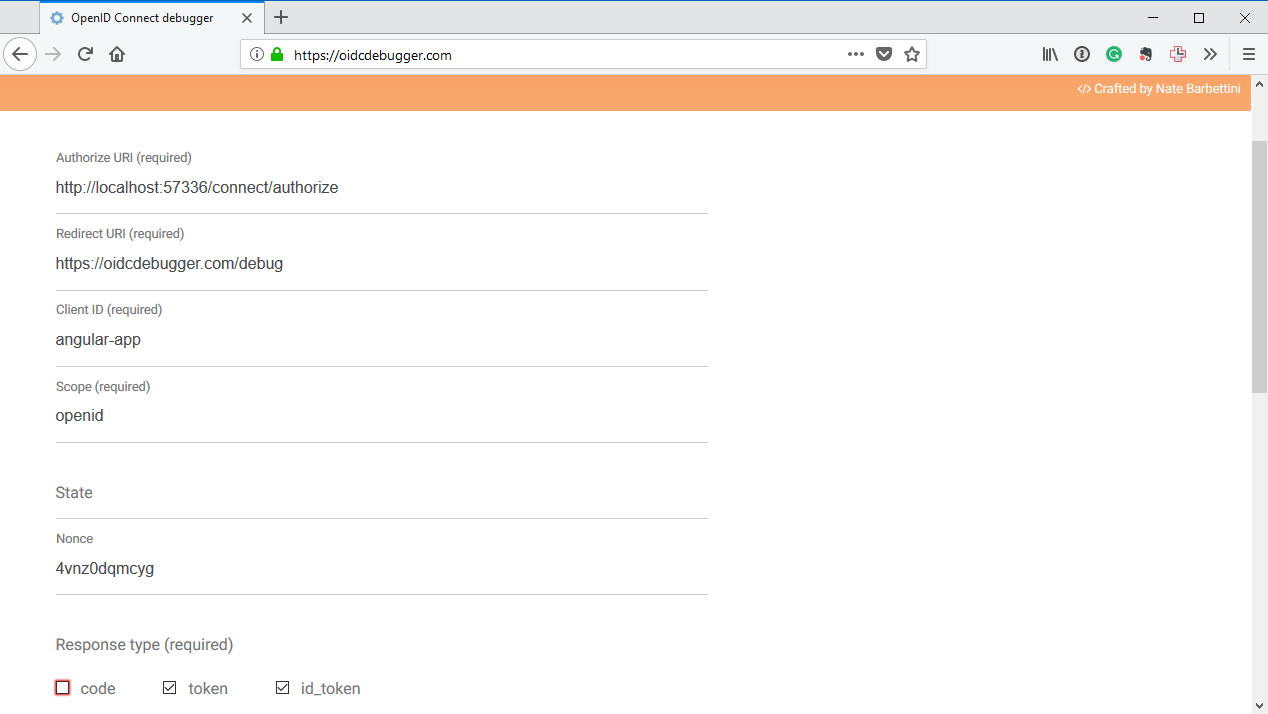 OpenID Connect debugger
https://oidcdebugger.com
</> Crafted by Nate Barbettini
Authorize URI (required)
http://localhost:57336/connect/authorize
Redirect URI (required)
https://oidcdebugger.com/debug
Client ID (required)
angular-app
Scope (required)
openid
State
Nonce
4vnz0dqmcyg
Response type (required)
code token id_token